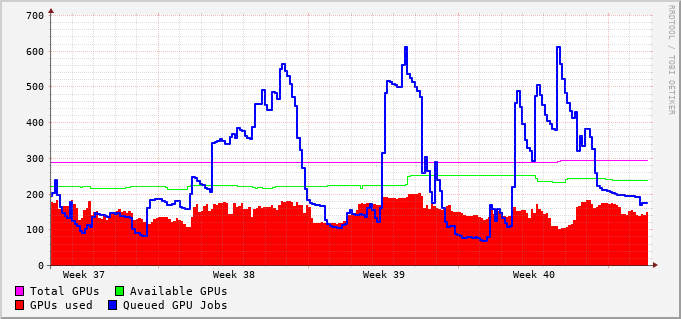 700
600
500
400
300
200
100
0
Week 37 Week 38 Week 39 Week 40
Total GPUs Available GPUs
GPUs used Queued GPU Jobs
RRDTOOL / TOBI OETIKER